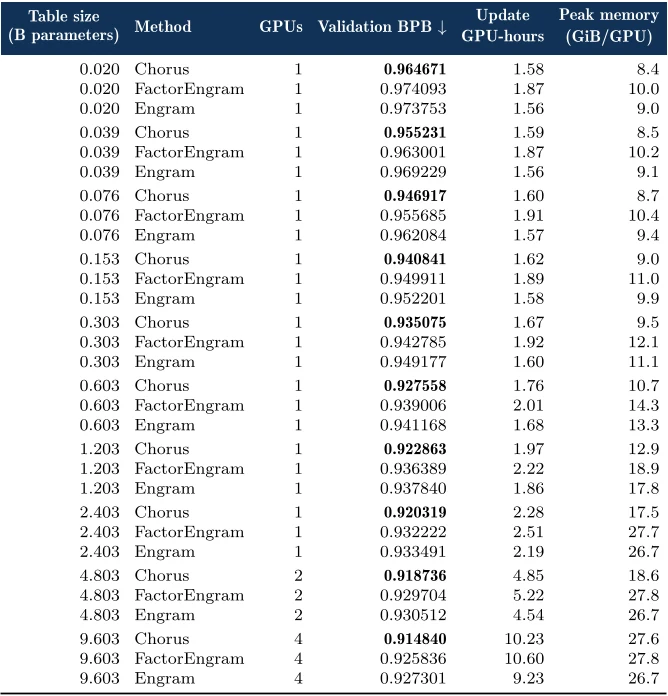 Table size (B parameters) Method GPUs Validation BPB ↓ Update GPU-hours Peak memory (GiB/GPU)
0.020 Chorus 1 0.964671 1.58 8.4
0.020 FactorEngram 1 0.974093 1.87 10.0
0.020 Engram 1 0.973753 1.56 9.0
0.039 Chorus 1 0.955231 1.59 8.5
0.039 FactorEngram 1 0.963001 1.87 10.2
0.039 Engram 1 0.969229 1.56 9.1
0.076 Chorus 1 0.946917 1.60 8.7
0.076 FactorEngram 1 0.955685 1.91 10.4
0.076 Engram 1 0.962084 1.57 9.4
0.153 Chorus 1 0.940841 1.62 9.0
0.153 FactorEngram 1 0.949911 1.89 11.0
0.153 Engram 1 0.952201 1.58 9.9
0.303 Chorus 1 0.935075 1.67 9.5
0.303 FactorEngram 1 0.942785 1.92 12.1
0.303 Engram 1 0.949177 1.60 11.1
0.603 Chorus 1 0.927558 1.76 10.7
0.603 FactorEngram 1 0.939006 2.01 14.3
0.603 Engram 1 0.941168 1.68 13.3
1.203 Chorus 1 0.922863 1.97 12.9
1.203 FactorEngram 1 0.936389 2.22 18.9
1.203 Engram 1 0.937840 1.86 17.8
2.403 Chorus 1 0.920319 2.28 17.5
2.403 FactorEngram 1 0.932222 2.51 27.7
2.403 Engram 1 0.933491 2.19 26.7
4.803 Chorus 2 0.918736 4.85 18.6
4.803 FactorEngram 2 0.929704 5.22 27.8
4.803 Engram 2 0.930512 4.54 26.7
9.603 Chorus 4 0.914840 10.23 27.6
9.603 FactorEngram 4 0.925836 10.60 27.8
9.603 Engram 4 0.927301 9.23 26.7